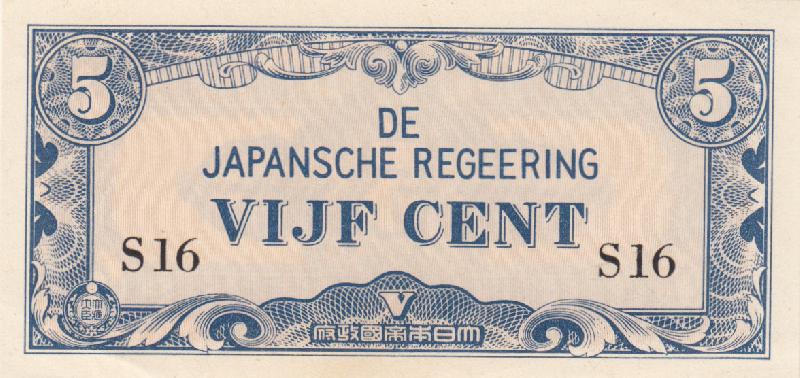 5 5
DE
JAPANSCHE REGEERING
VIJF CENT
S16 S16
V
府政國帝本日大